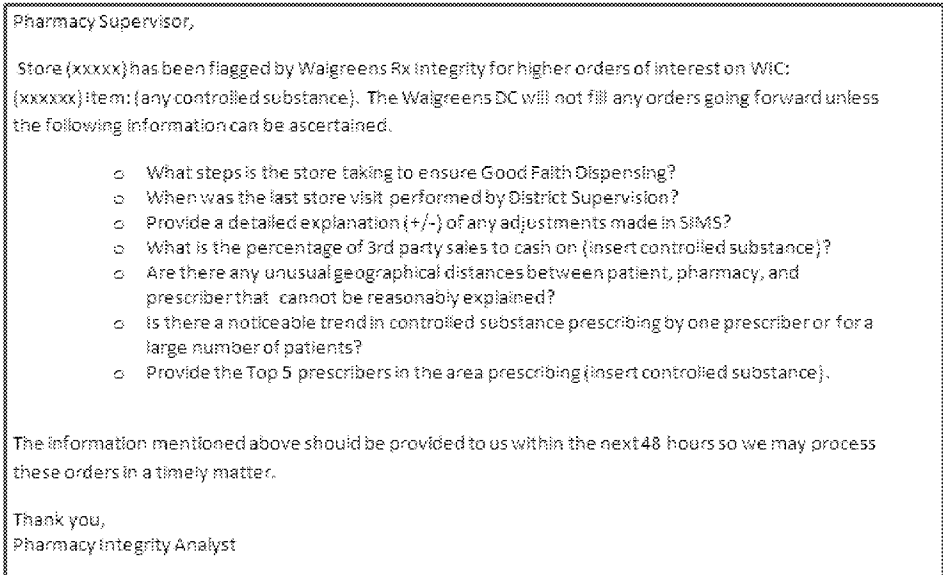 Pharmacy Supervisor,
Store (xxxxx) has been flagged by Walgreens Rx Integrity for higher orders of interest on WIC:
(xxxxxx) Item: (any controlled substance). The Walgreens DC will not fill any orders going forward unless
the following information can be ascertained.
o What steps is the store taking to ensure Good Faith Dispensing?
o When was the last store visit performed by District Supervision?
o Provide a detailed explanation (+/-) of any adjustments made in SIMS?
o What is the percentage of 3rd party sales to cash on (insert controlled substance)?
o Are there any unusual geographical distances between patient, pharmacy, and
prescriber that cannot be reasonably explained?
o Is there a noticeable trend in controlled substance prescribing by one prescriber or for a
large number of patients?
o Provide the Top 5 prescribers in the area prescribing (insert controlled substance).
The information mentioned above should be provided to us within the next 48 hours so we may process
these orders in a timely matter.
Thank you,
Pharmacy Integrity Analyst